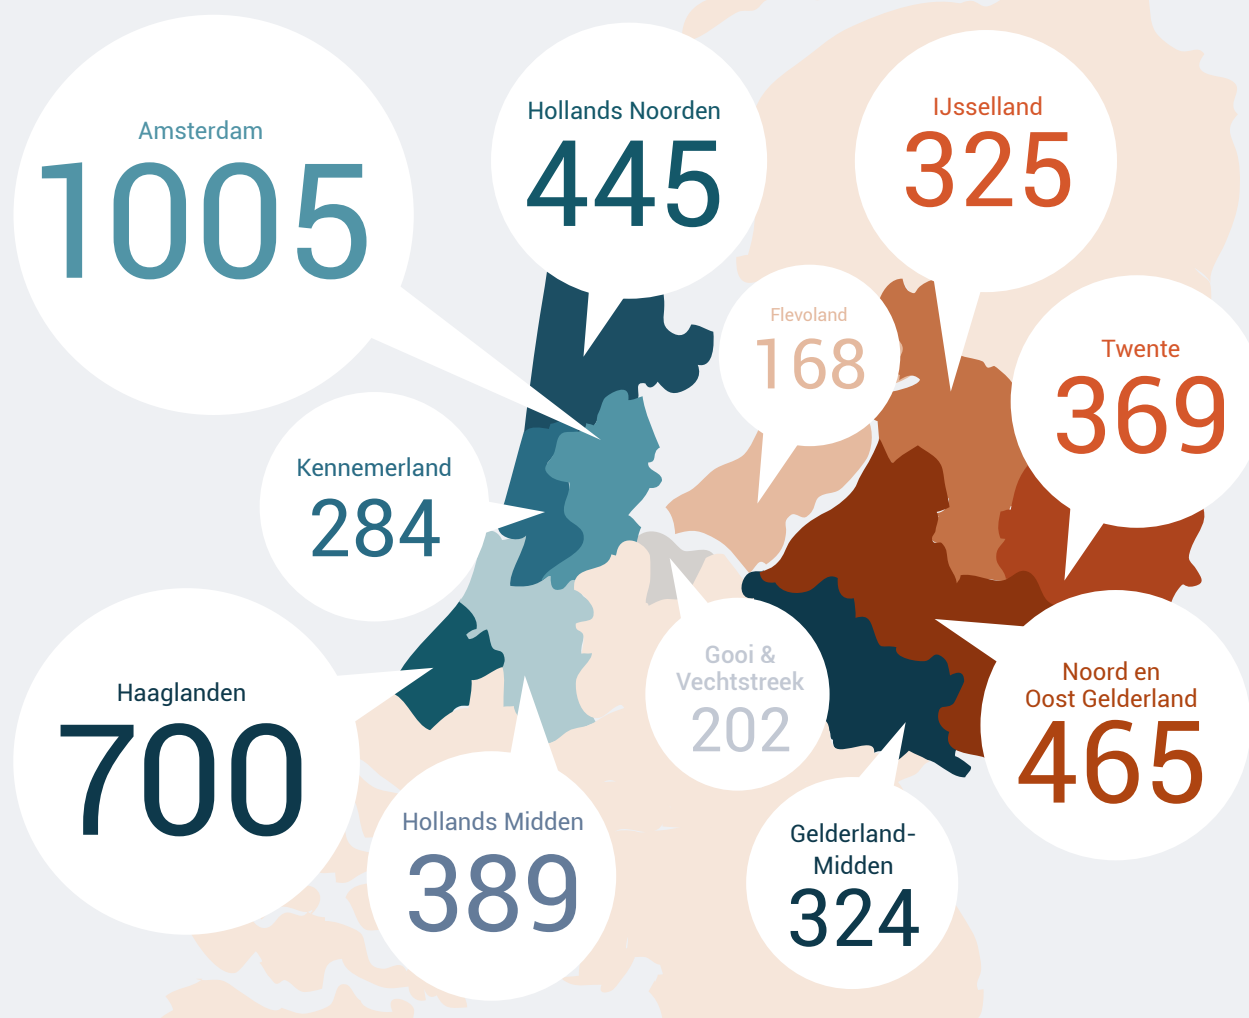 Amsterdam
1005
Hollands Noorden
445
IJsselland
325
Flevoland
168
Twente
369
Kennemerland
284
Haaglanden
700
Gooi &
Vechtstreek
202
Noord en
Oost Gelderland
465
Hollands Midden
389
Gelderland-
Midden
324